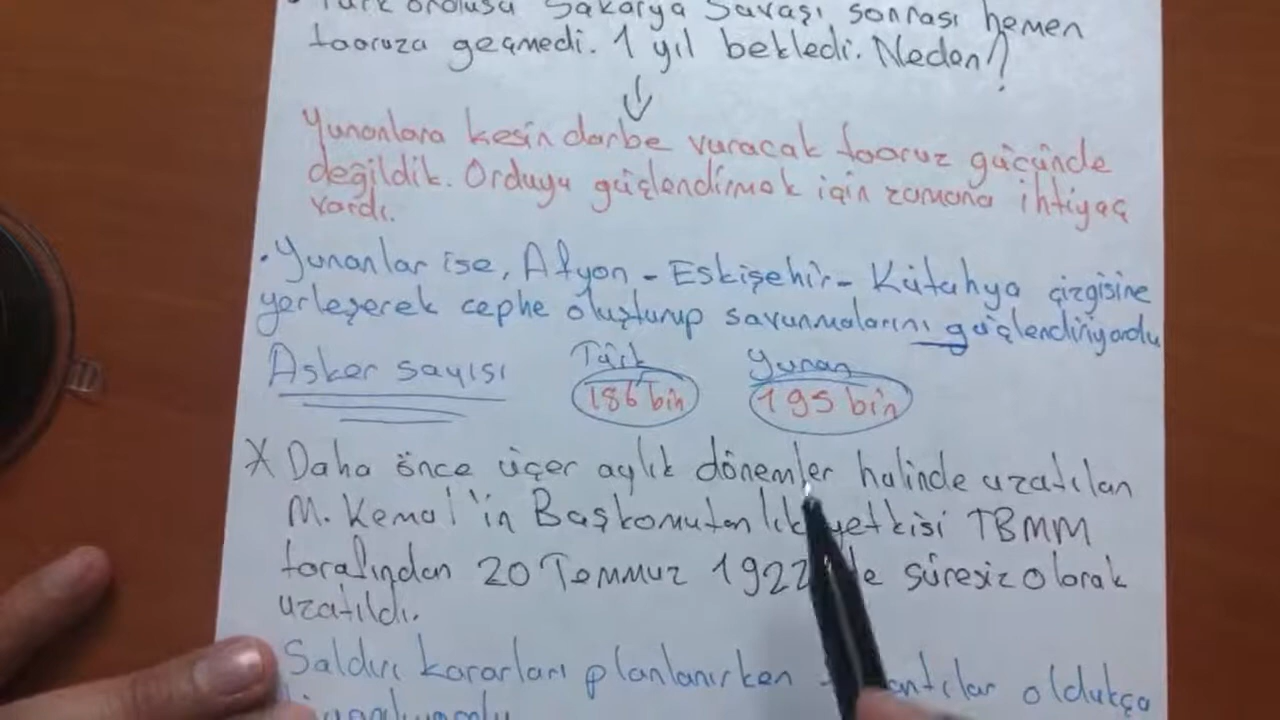 • Türk ordusu Sakarya Savaşı sonrası hemen
taaruza geçmedi. 1 yıl bekledi. Neden?
Yunanlara kesin darbe vuracak taaruz gücünde
değildik. Orduyu güçlendirmek için zamana ihtiyaç
vardı.
• Yunanlar ise, Afyon - Eskişehir - Kütahya çizgisine
yerleşerek cephe oluşturup savunmalarını güçlendiriyordu
Asker sayısı Türk Yunan
186 bin 195 bin
* Daha önce üçer aylık dönemler halinde uzatılan
M. Kemal'in Başkomutanlık yetkisi TBMM
tarafından 20 Temmuz 1922 de süresiz olarak
uzatıldı.
Saldırı kararları planlanırken oldukça